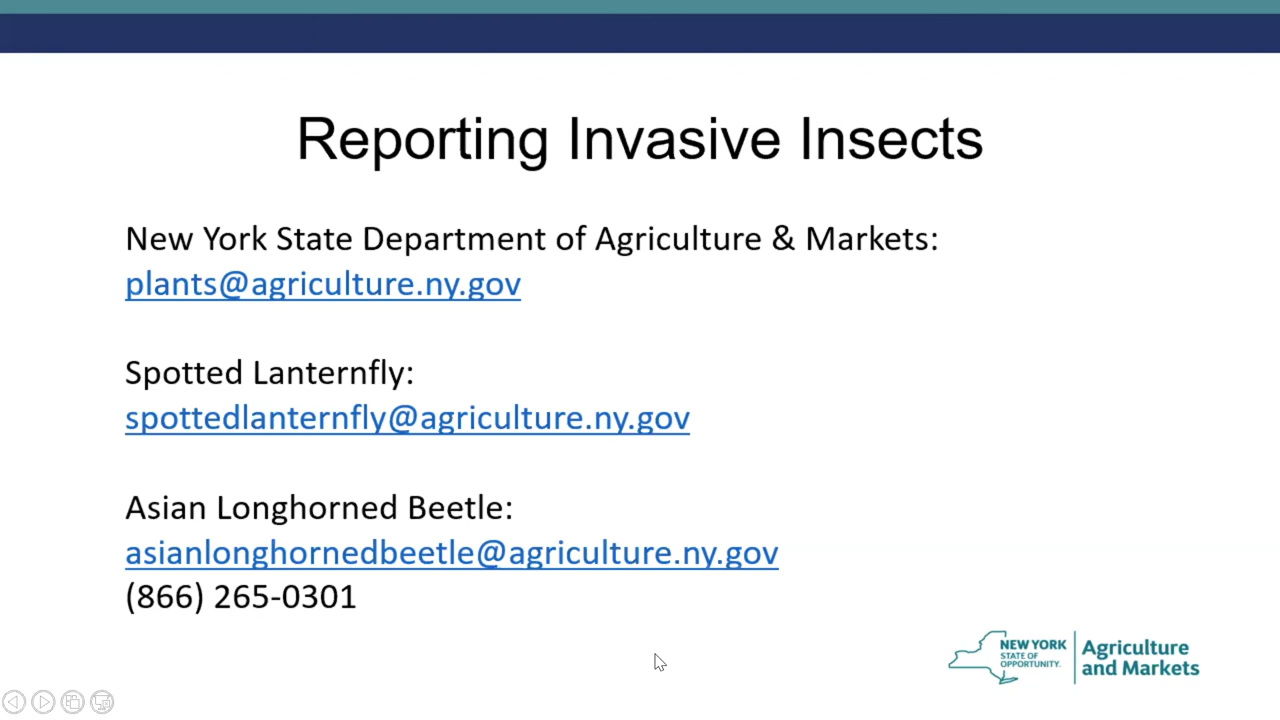 Reporting Invasive Insects
New York State Department of Agriculture & Markets:
plants@agriculture.ny.gov
Spotted Lanternfly:
spottedlanternfly@agriculture.ny.gov
Asian Longhorned Beetle:
asianlonghornedbeetle@agriculture.ny.gov
(866) 265-0301
NEW YORK
STATE OF
OPPORTUNITY.
Agriculture
and Markets